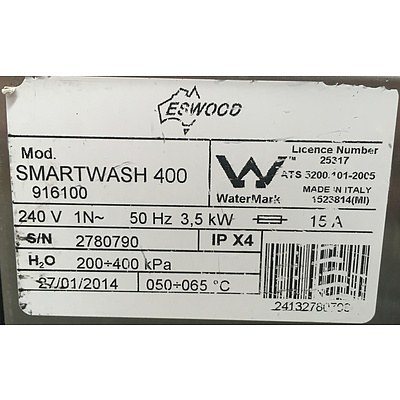 ESWOOD
Mod.
SMARTWASH 400
916100
WaterMark
TM
Licence Number
25317
ATS 5200.101-2005
MADE IN ITALY
1523814(MI)
240 V 1N~ 50 Hz 3,5 kW 15 A
S/N 2780790 IP X4
H₂O 200÷400 kPa
27/01/2014 050÷065 °C